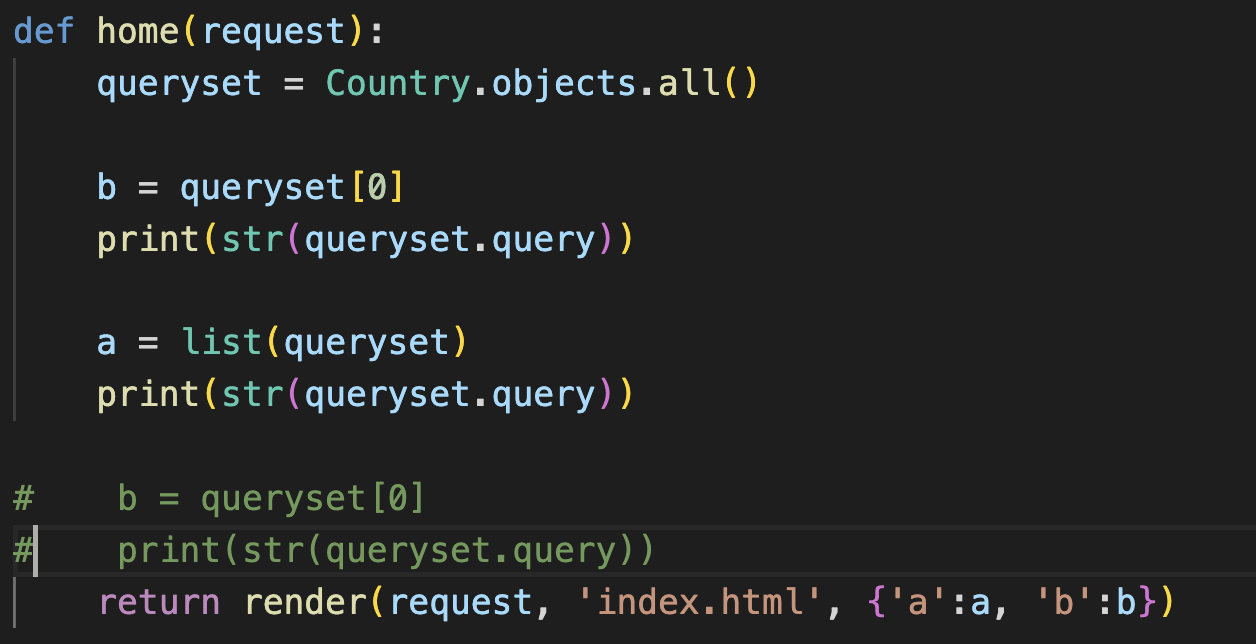 def home(request):
    queryset = Country.objects.all()

    b = queryset[0]
    print(str(queryset.query))

    a = list(queryset)
    print(str(queryset.query))

#    b = queryset[0]
#    print(str(queryset.query))
    return render(request, 'index.html', {'a':a, 'b':b})